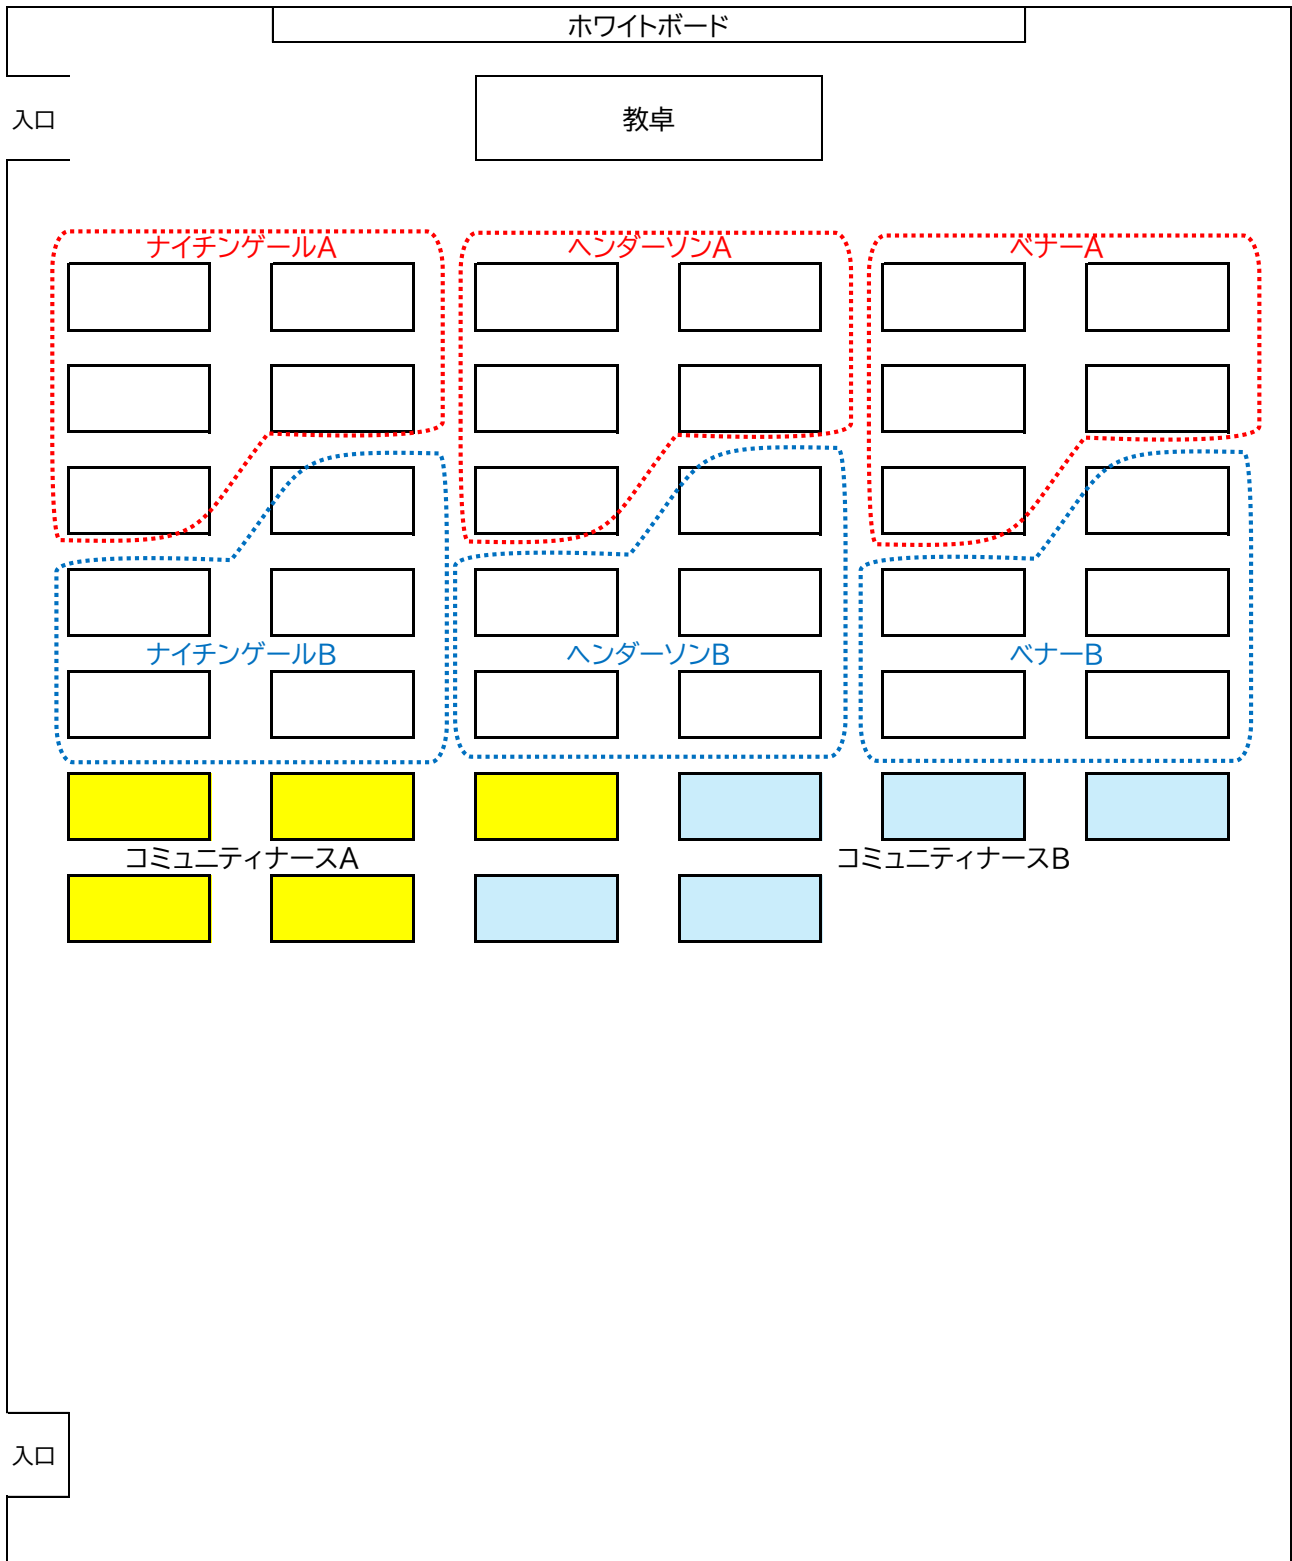 ホワイトボード
教卓
入口
ナイチンゲールA
ヘンダーソンA
ベナーA
ナイチンゲールB
ヘンダーソンB
ベナーB
コミュニティナースA
コミュニティナースB
入口